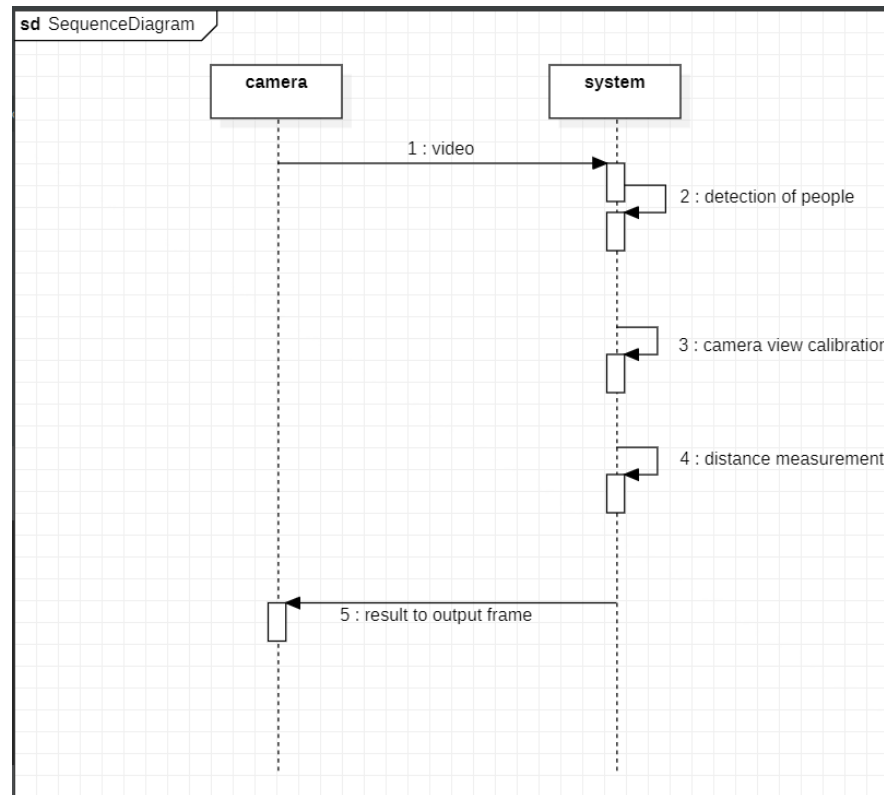 sd SequenceDiagram
camera
system
1 : video
2 : detection of people
3 : camera view calibration
4 : distance measurement
5 : result to output frame